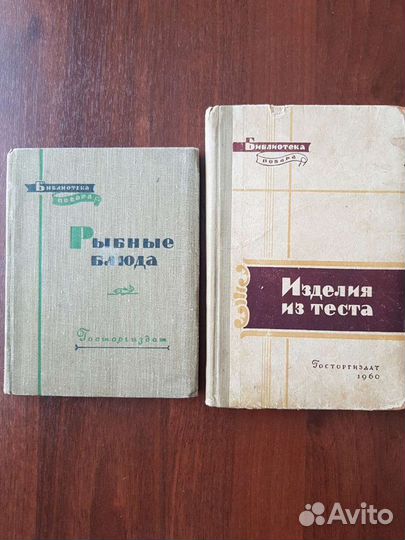 Библиотека
повара
Рыбные
блюда
Госторгиздат
Библиотека
повара
Изделия
из теста
Госторгиздат
1960
Avito